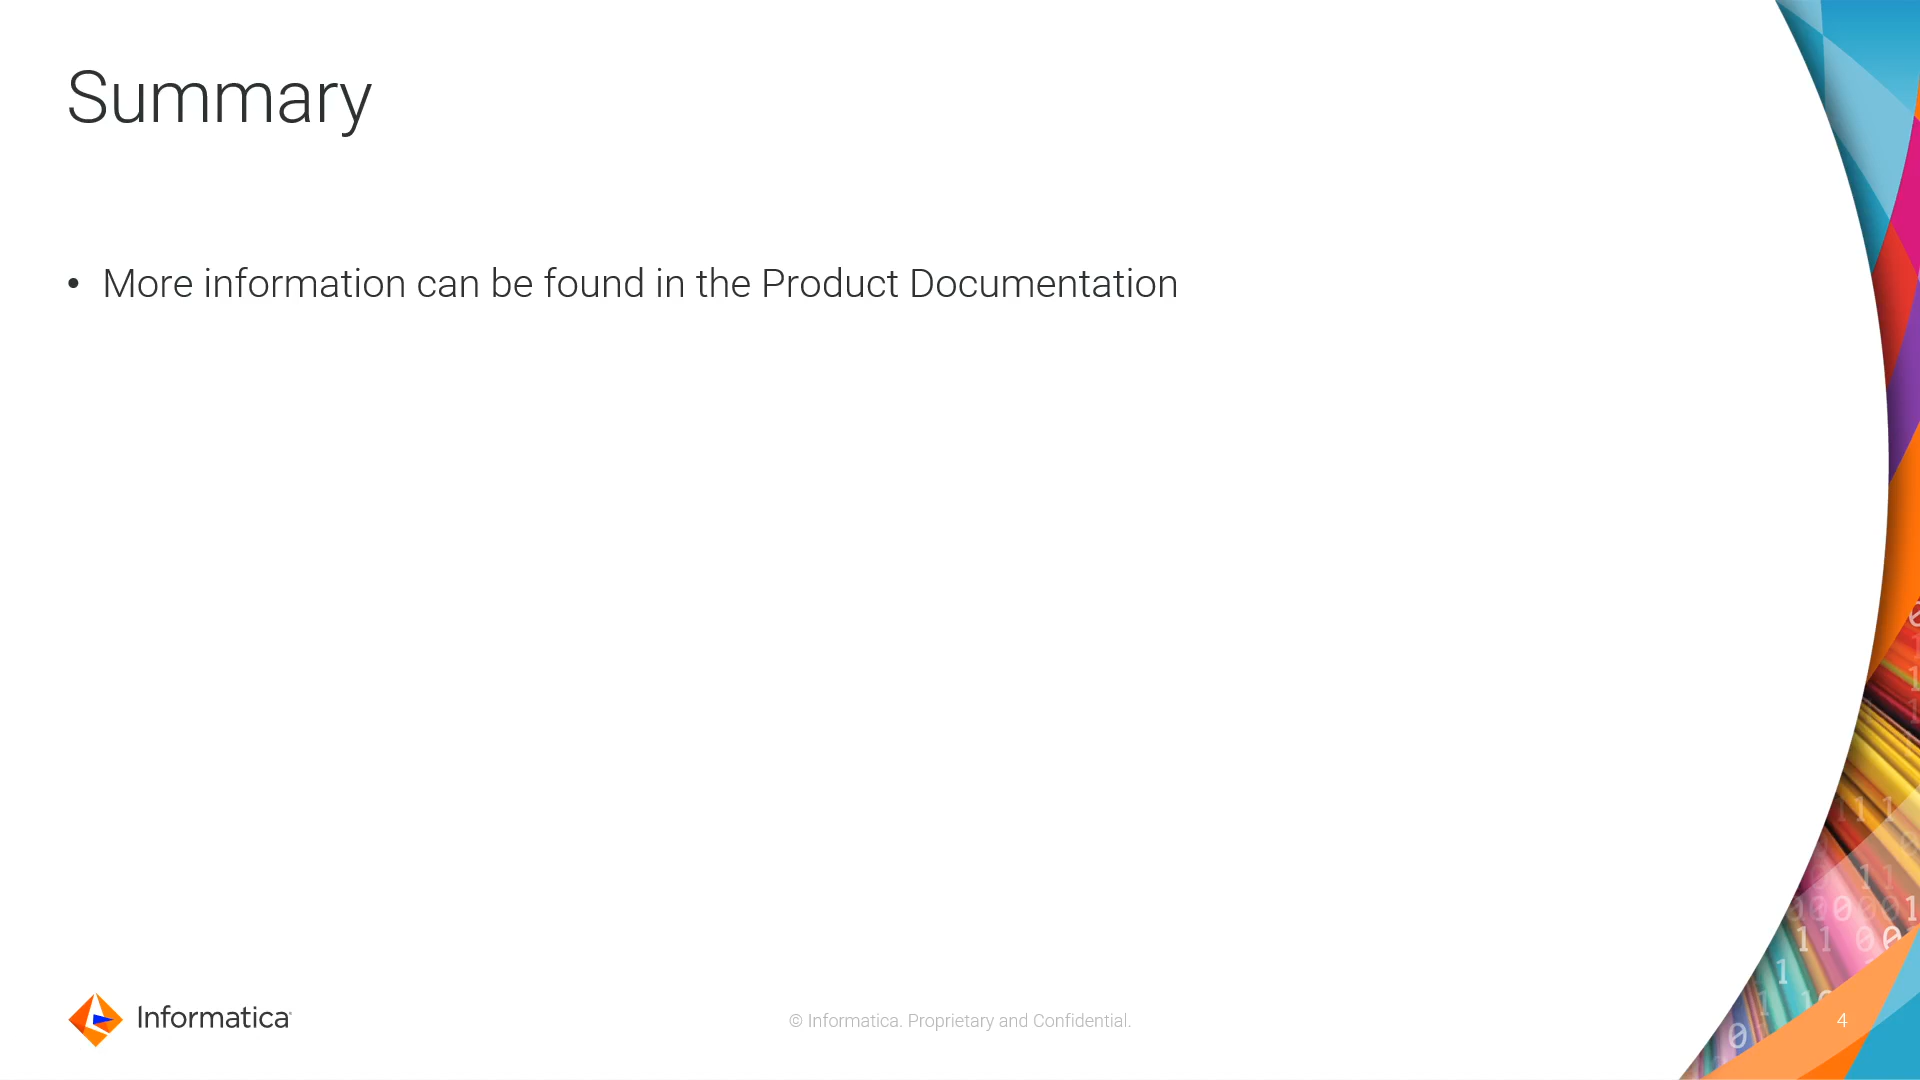 Summary
• More information can be found in the Product Documentation
Informatica
© Informatica. Proprietary and Confidential.
4